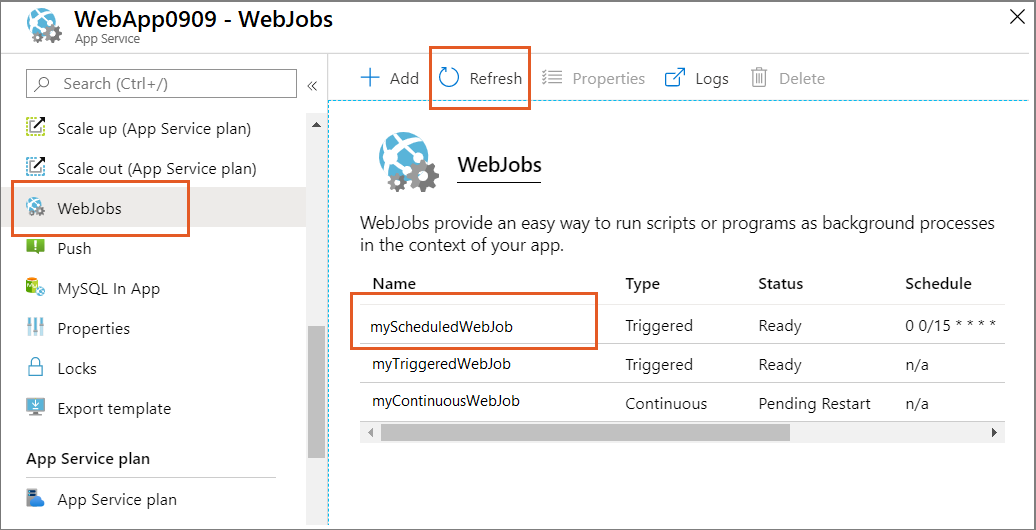 WebApp0909 - WebJobs
App Service
Search (Ctrl+/)
«
Scale up (App Service plan)
Scale out (App Service plan)
WebJobs
Push
MySQL In App
Properties
Locks
Export template
App Service plan
App Service plan
Add Refresh Properties Logs Delete
WebJobs
WebJobs provide an easy way to run scripts or programs as background processes
in the context of your app.
Name Type Status Schedule
myScheduledWebJob Triggered Ready 0 0/15 * * * *
myTriggeredWebJob Triggered Ready n/a
myContinuousWebJob Continuous Pending Restart n/a